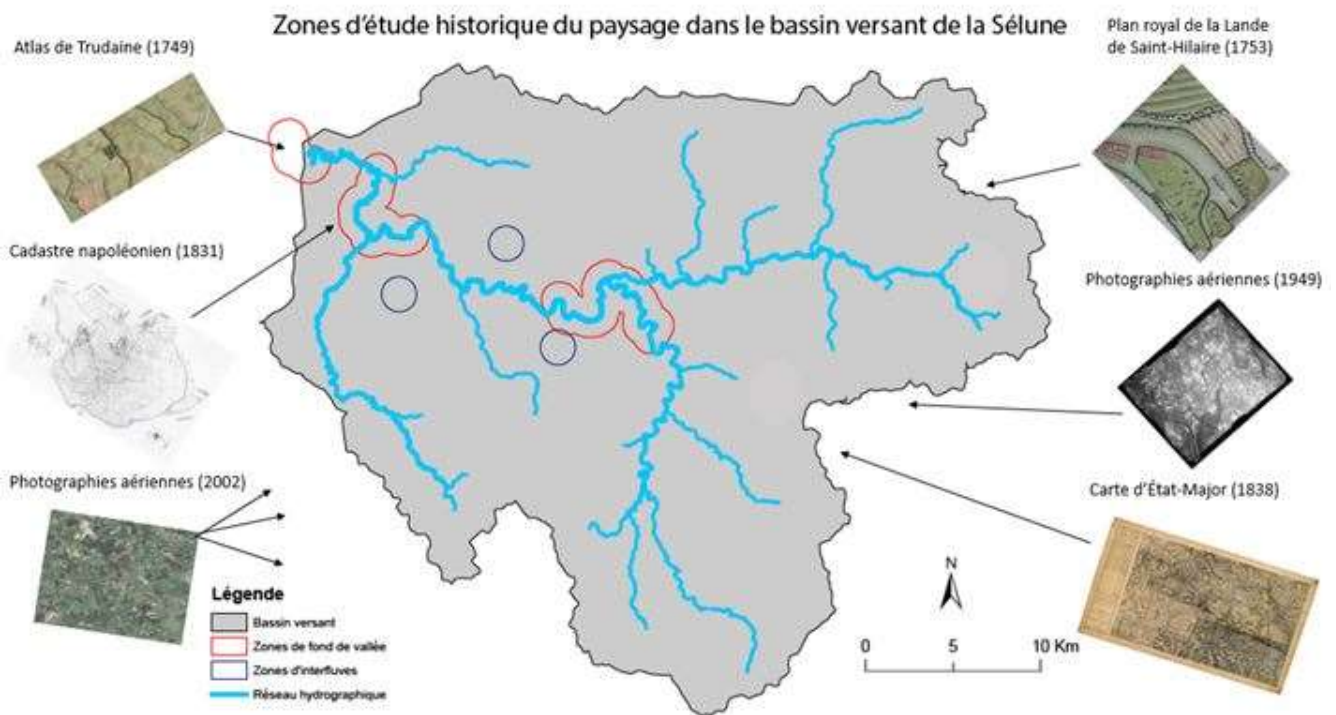 Zones d'étude historique du paysage dans le bassin versant de la Sélune
Atlas de Trudaine (1749)
Plan royal de la Lande
de Saint-Hilaire (1753)
Cadastre napoléonien (1831)
Photographies aériennes (1949)
Photographies aériennes (2002)
Carte d'État-Major (1838)
Légende
Bassin versant
Zones de fond de vallée
Zones d'interfluves
Réseau hydrographique
N
0 5 10 Km